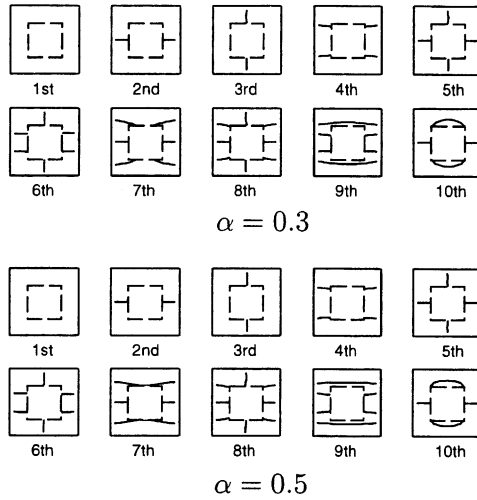 1st 2nd 3rd 4th 5th
6th 7th 8th 9th 10th
α = 0.3
1st 2nd 3rd 4th 5th
6th 7th 8th 9th 10th
α = 0.5